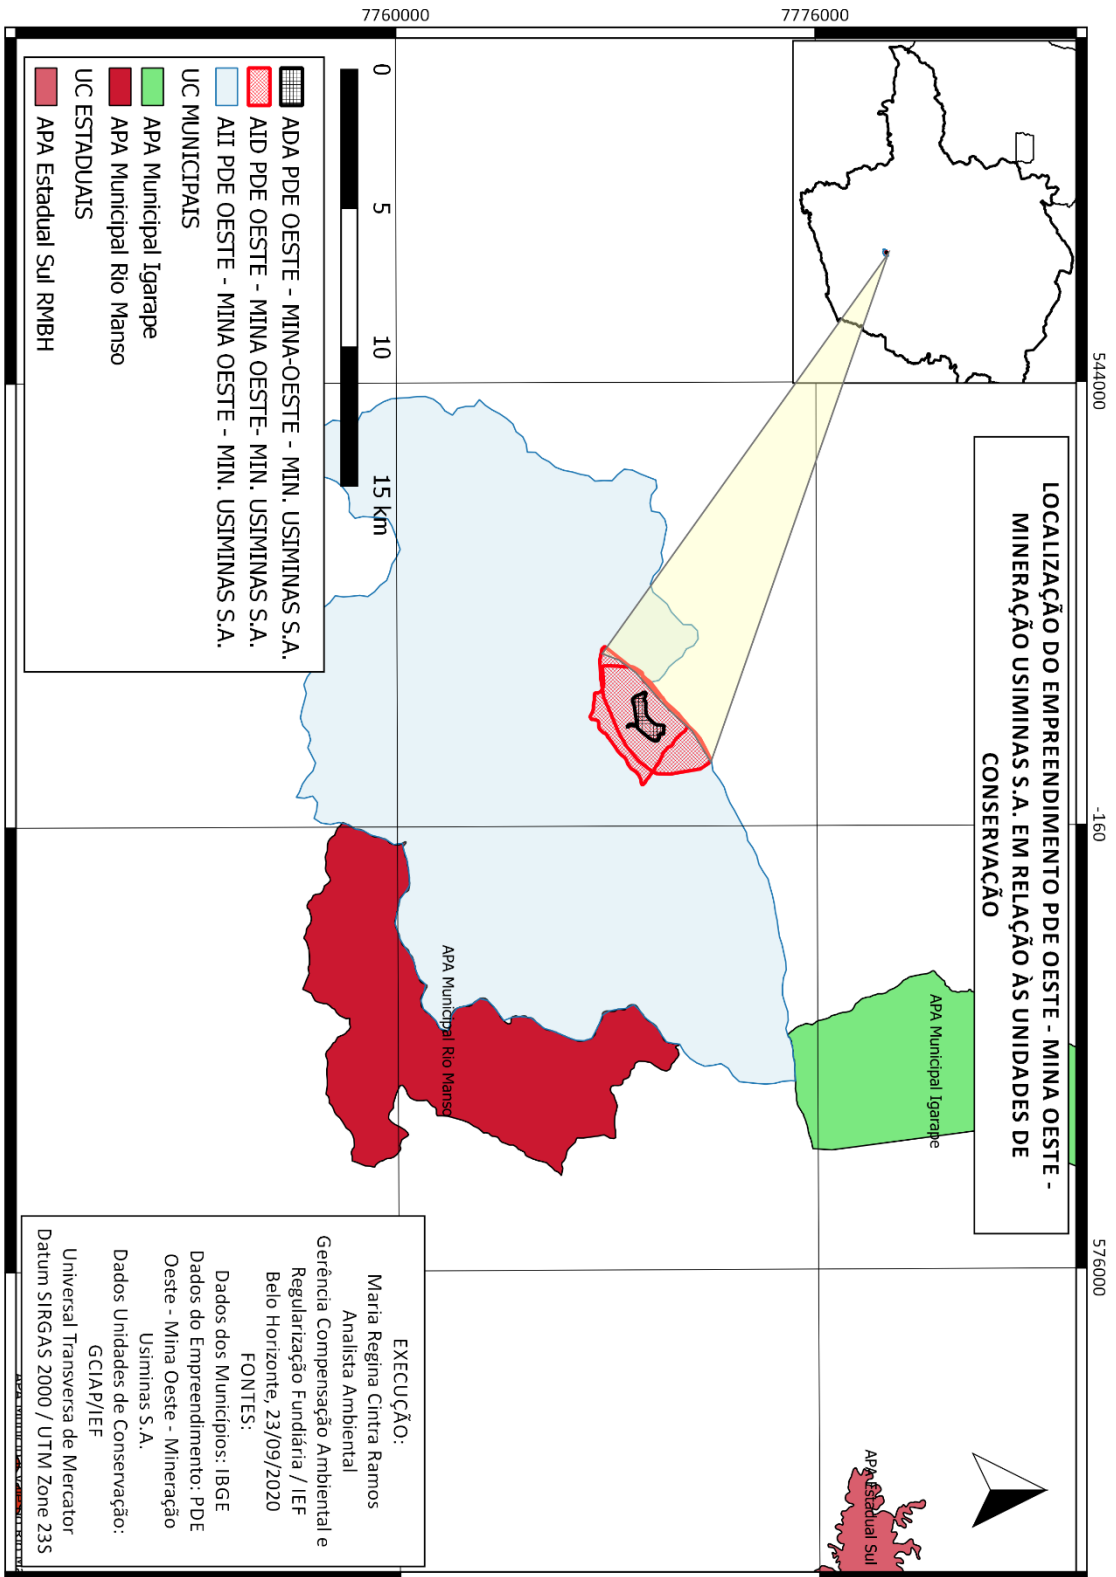 LOCALIZAÇÃO DO EMPREENDIMENTO PDE OESTE - MINA OESTE -
MINERAÇÃO USIMINAS S.A. EM RELAÇÃO ÀS UNIDADES DE
CONSERVAÇÃO
544000
-160
576000
7776000
7760000
APA Municipal Igarape
APA Municipal Rio Manso
APA Estadual Sul
0
5
10
15 km
ADA PDE OESTE - MINA-OESTE - MIN. USIMINAS S.A.
AID PDE OESTE - MINA OESTE- MIN. USIMINAS S.A.
AII PDE OESTE - MINA OESTE - MIN. USIMINAS S.A.
UC MUNICIPAIS
APA Municipal Igarape
APA Municipal Rio Manso
UC ESTADUAIS
APA Estadual Sul RMBH
EXECUÇÃO:
Maria Regina Cintra Ramos
Analista Ambiental
Gerência Compensação Ambiental e
Regularização Fundiária / IEF
Belo Horizonte, 23/09/2020
FONTES:
Dados dos Municípios: IBGE
Dados do Empreendimento: PDE
Oeste - Mina Oeste - Mineração
Usiminas S.A.
Dados Unidades de Conservação:
GCIAP/IEF
Universal Transversa de Mercator
Datum SIRGAS 2000 / UTM Zone 23S